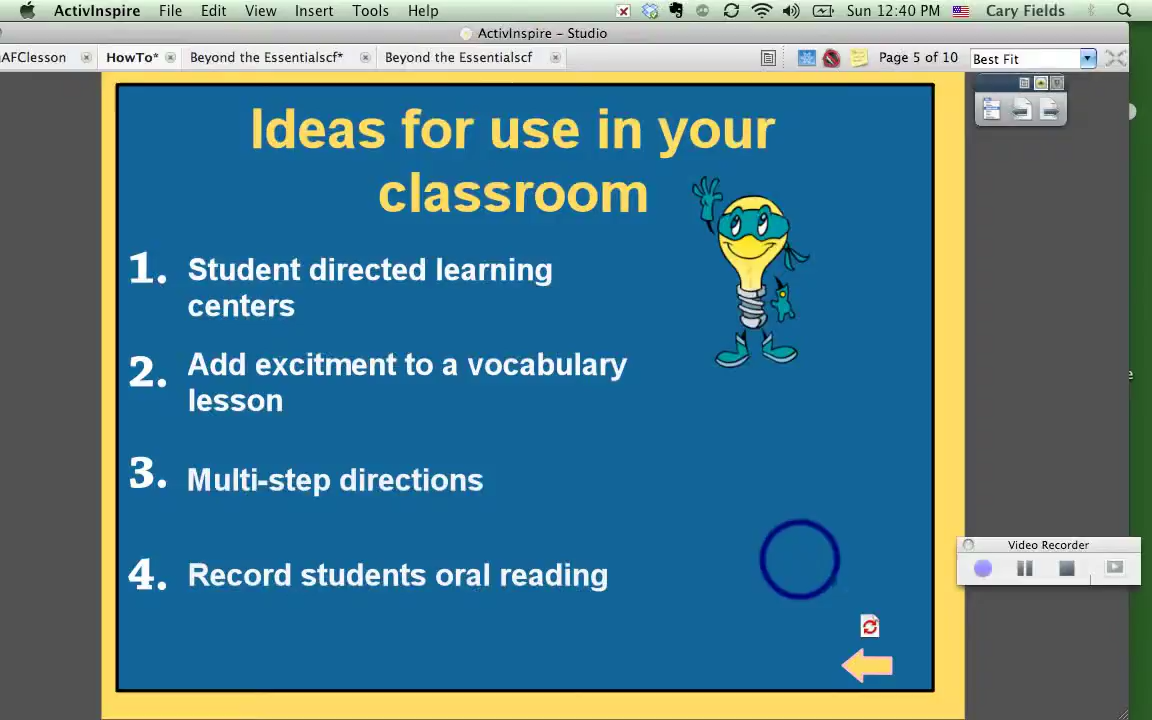 ActivInspire File Edit View Insert Tools Help Sun 12:40 PM Cary Fields
ActivInspire – Studio
AFClesson HowTo* Beyond the Essentialscf* Beyond the Essentialscf Page 5 of 10 Best Fit
Ideas for use in your
classroom
1. Student directed learning
centers
2. Add excitment to a vocabulary
lesson
3. Multi-step directions
4. Record students oral reading
Video Recorder